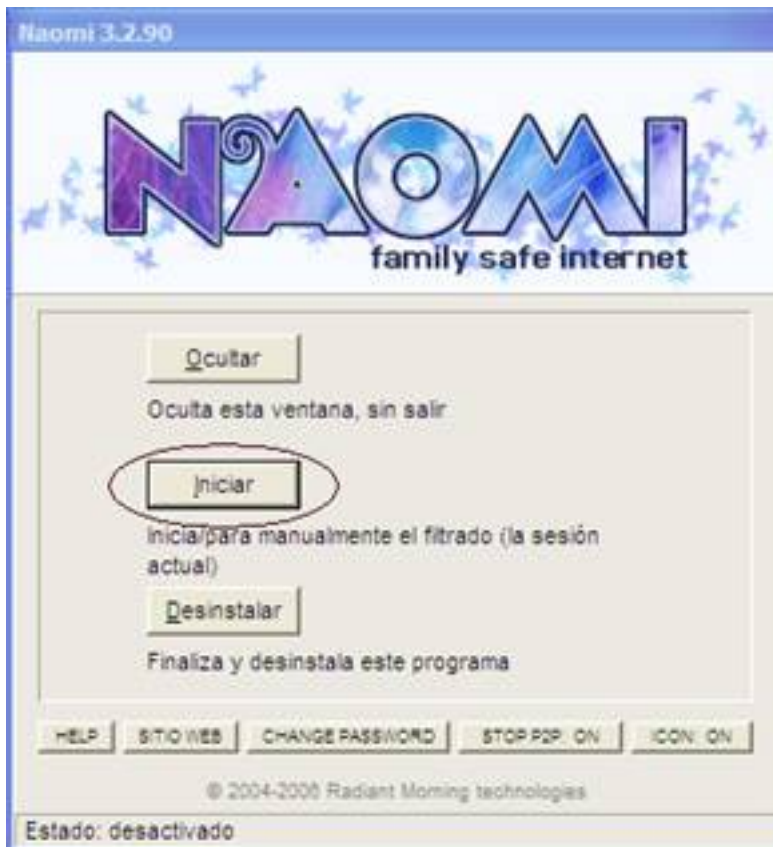 Naomi 3.2.90
NAOMI
family safe internet
Ocultar
Oculta esta ventana, sin salir
Iniciar
Inicia/para manualmente el filtrado (la sesión
actual)
Desinstalar
Finaliza y desinstala este programa
HELP SITIO WEB CHANGE PASSWORD STOP P2P: ON ICON: ON
© 2004-2006 Radiant Morning technologies
Estado: desactivado